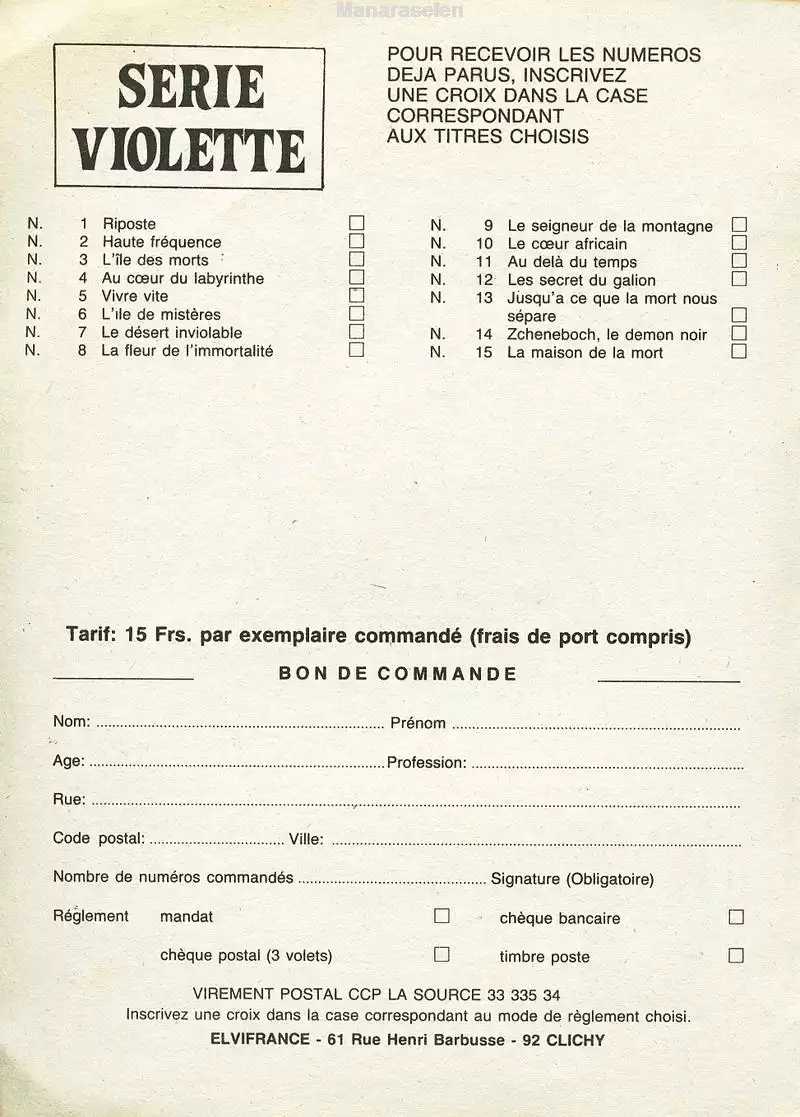 Manaraselen
SERIE
VIOLETTE
POUR RECEVOIR LES NUMEROS
DEJA PARUS, INSCRIVEZ
UNE CROIX DANS LA CASE
CORRESPONDANT
AUX TITRES CHOISIS
N. 1 Riposte
N. 2 Haute fréquence
N. 3 L'île des morts
N. 4 Au cœur du labyrinthe
N. 5 Vivre vite
N. 6 L'ıle de mistères
N. 7 Le désert inviolable
N. 8 La fleur de l'immortalité
N. 9 Le seigneur de la montagne
N. 10 Le cœur africain
N. 11 Au delà du temps
N. 12 Les secret du galion
N. 13 Jusqu'a ce que la mort nous
sépare
N. 14 Zcheneboch, le demon noir
N. 15 La maison de la mort
Tarif: 15 Frs. par exemplaire commandé (frais de port compris)
BON DE COMMANDE
Nom: Prénom
Age: Profession:
Rue:
Code postal: Ville:
Nombre de numéros commandés Signature (Obligatoire)
Réglement mandat chèque bancaire
chèque postal (3 volets) timbre poste
VIREMENT POSTAL CCP LA SOURCE 33 335 34
Inscrivez une croix dans la case correspondant au mode de règlement choisi.
ELVIFRANCE - 61 Rue Henri Barbusse - 92 CLICHY